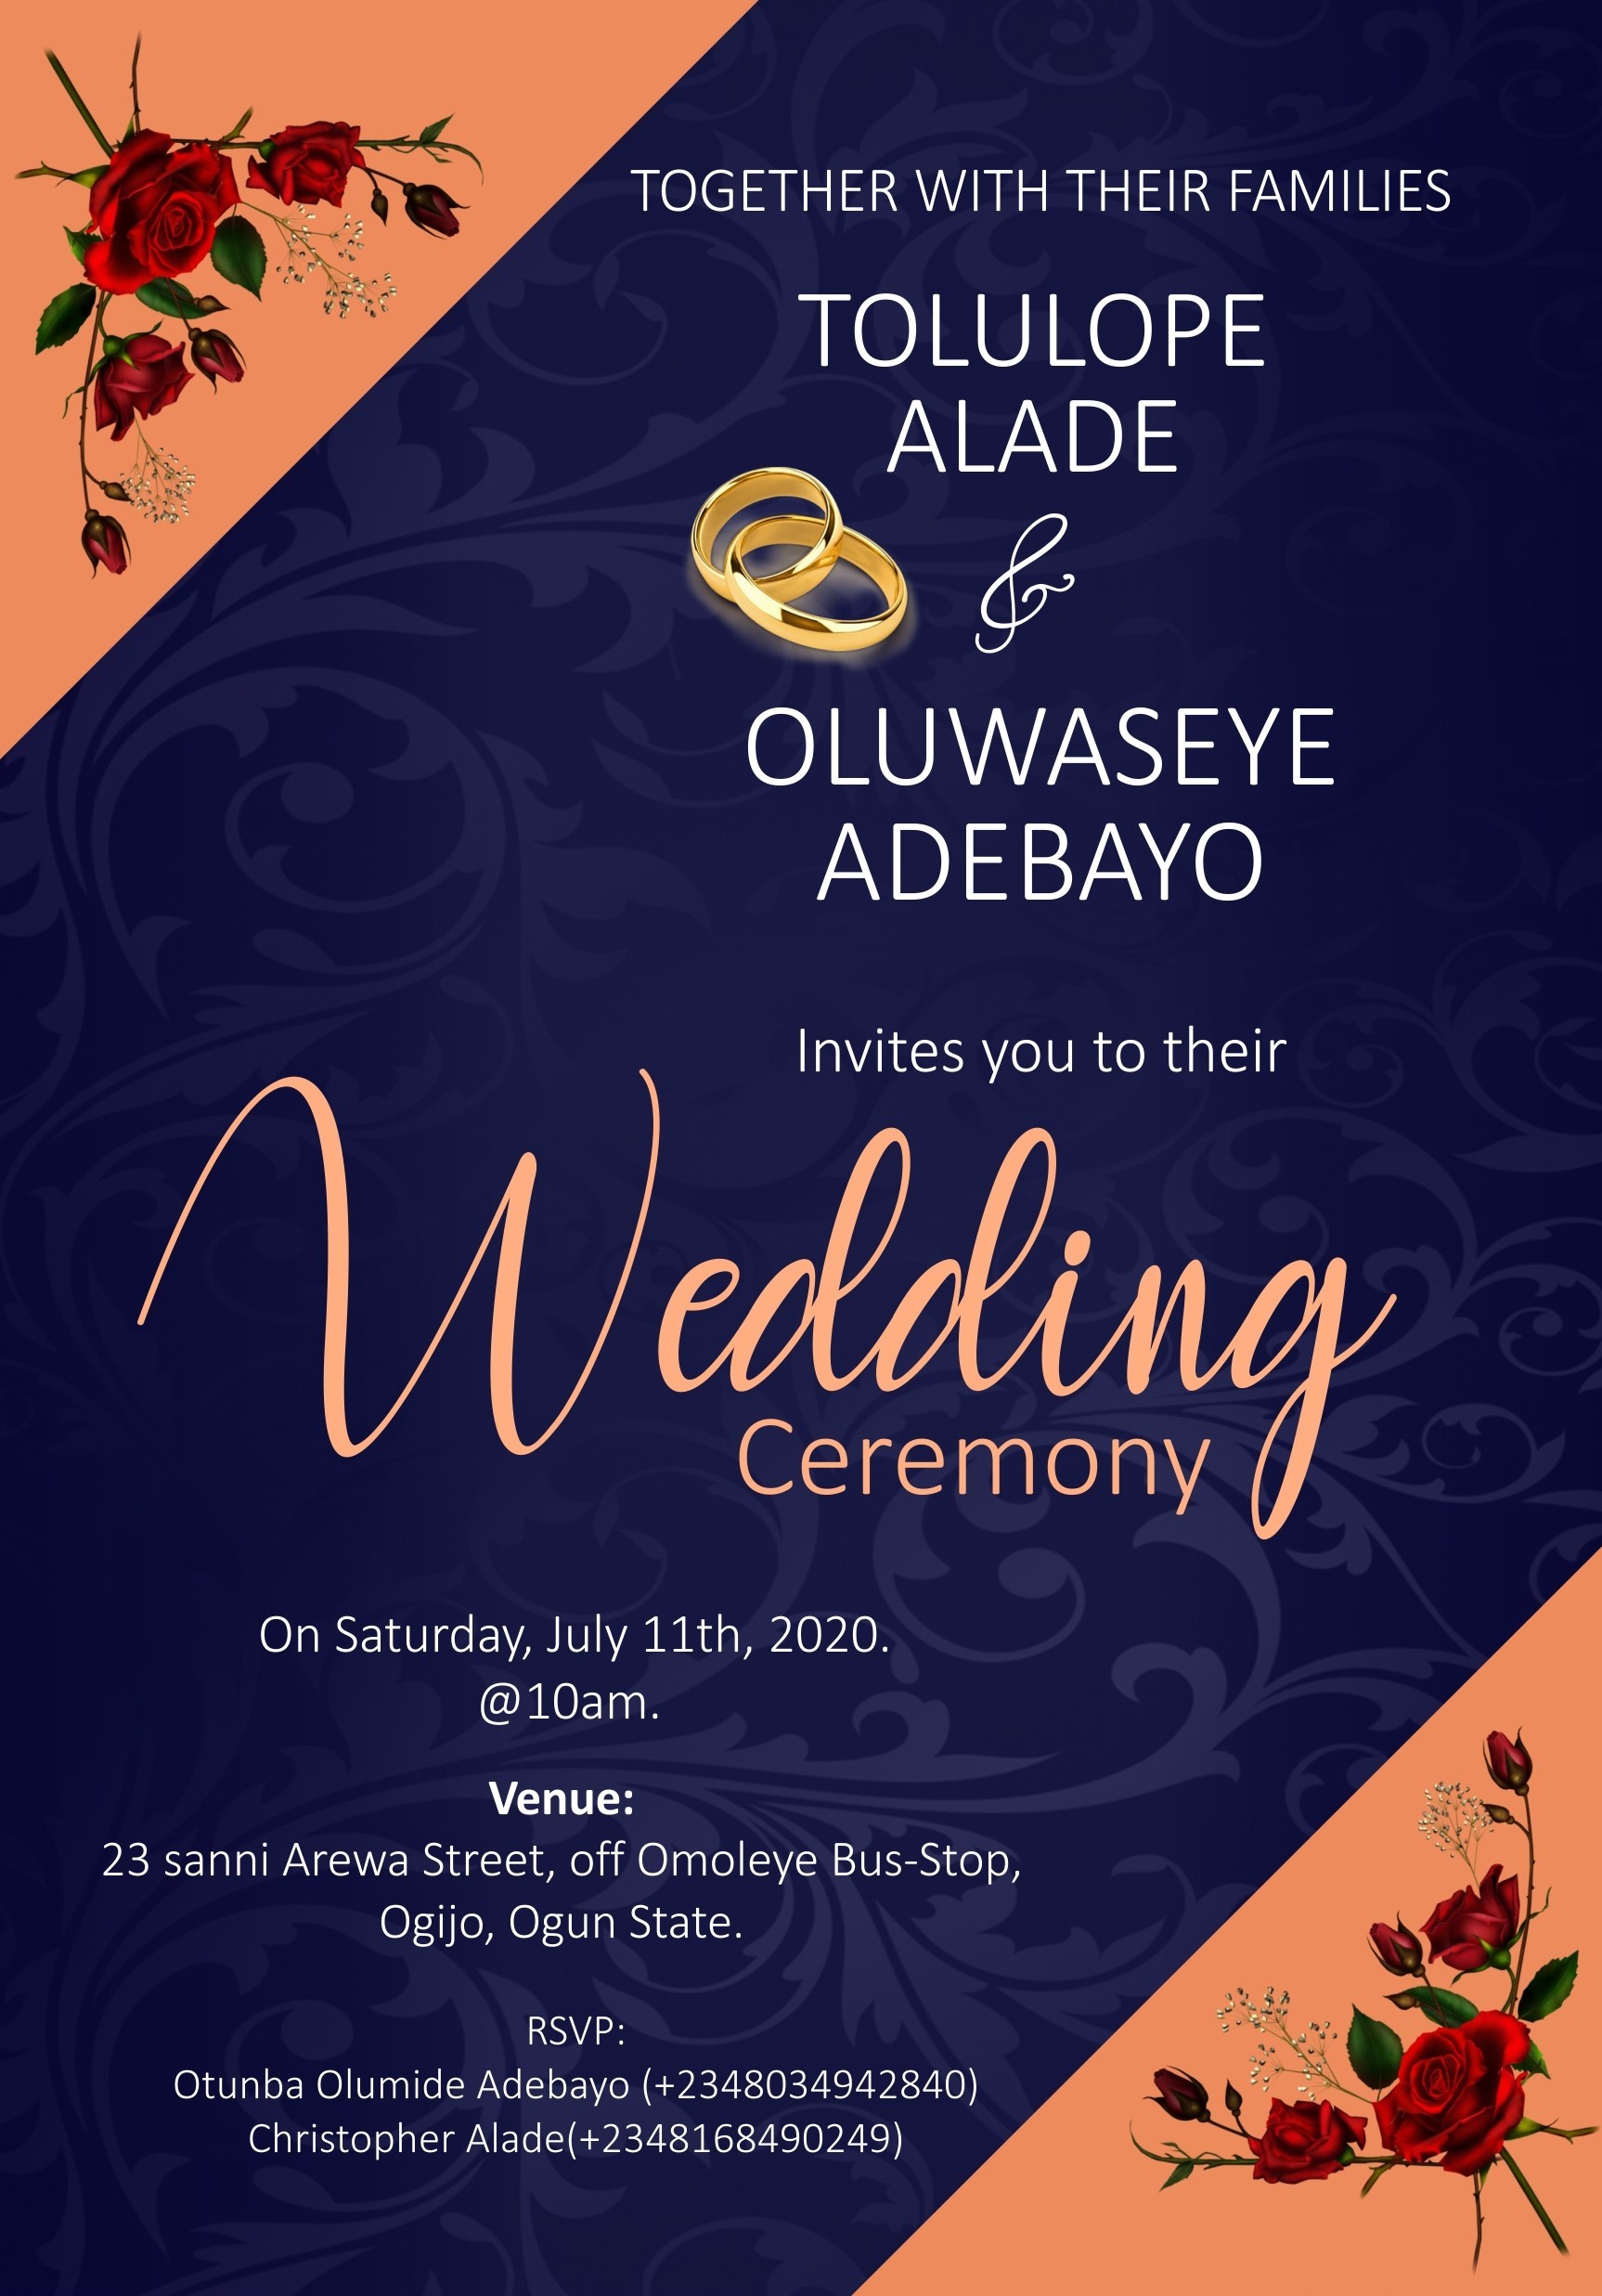 TOGETHER WITH THEIR FAMILIES
TOLULOPE
ALADE
&
OLUWASEYE
ADEBAYO
Invites you to their
Wedding
Ceremony
On Saturday, July 11th, 2020.
@10am.
Venue:
23 sanni Arewa Street, off Omoleye Bus-Stop,
Ogijo, Ogun State.
RSVP:
Otunba Olumide Adebayo (+2348034942840)
Christopher Alade(+2348168490249)